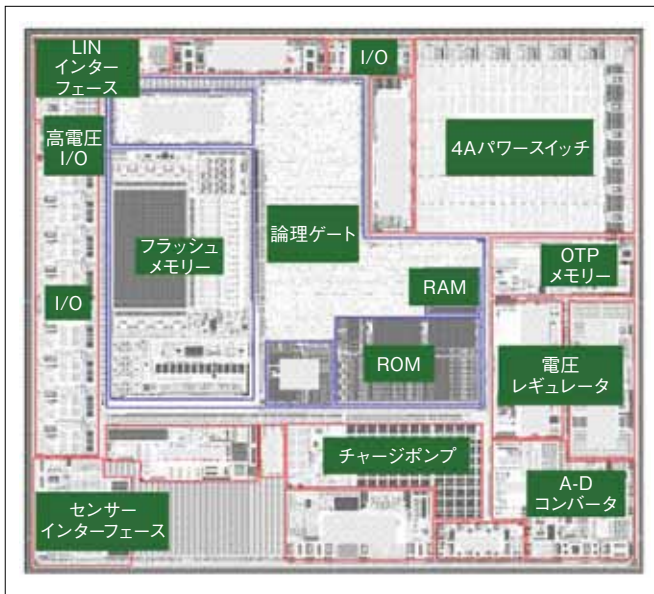 LIN
インター
フェース
I/O
高電圧
I/O
4Aパワースイッチ
論理ゲート
フラッシュ
メモリー
OTP
メモリー
I/O
RAM
ROM
電圧
レギュレータ
チャージポンプ
A-D
コンバータ
センサー
インターフェース